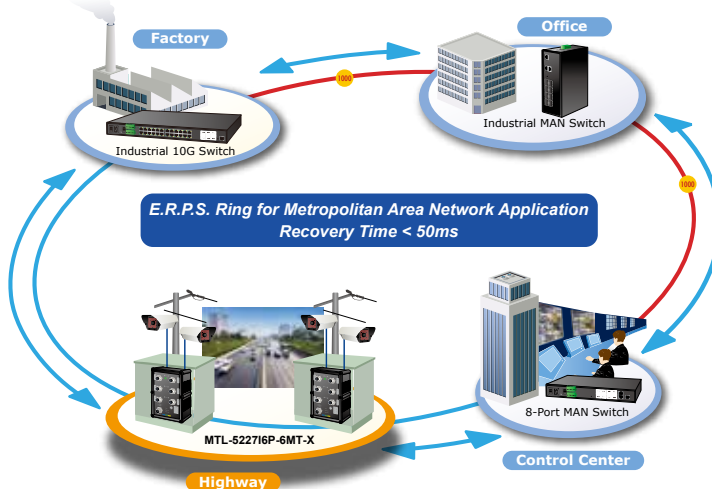 Factory
Office
1000
Industrial 10G Switch
Industrial MAN Switch
1000
E.R.P.S. Ring for Metropolitan Area Network Application
Recovery Time < 50ms
8-Port MAN Switch
MTL-5227I6P-6MT-X
Control Center
Highway